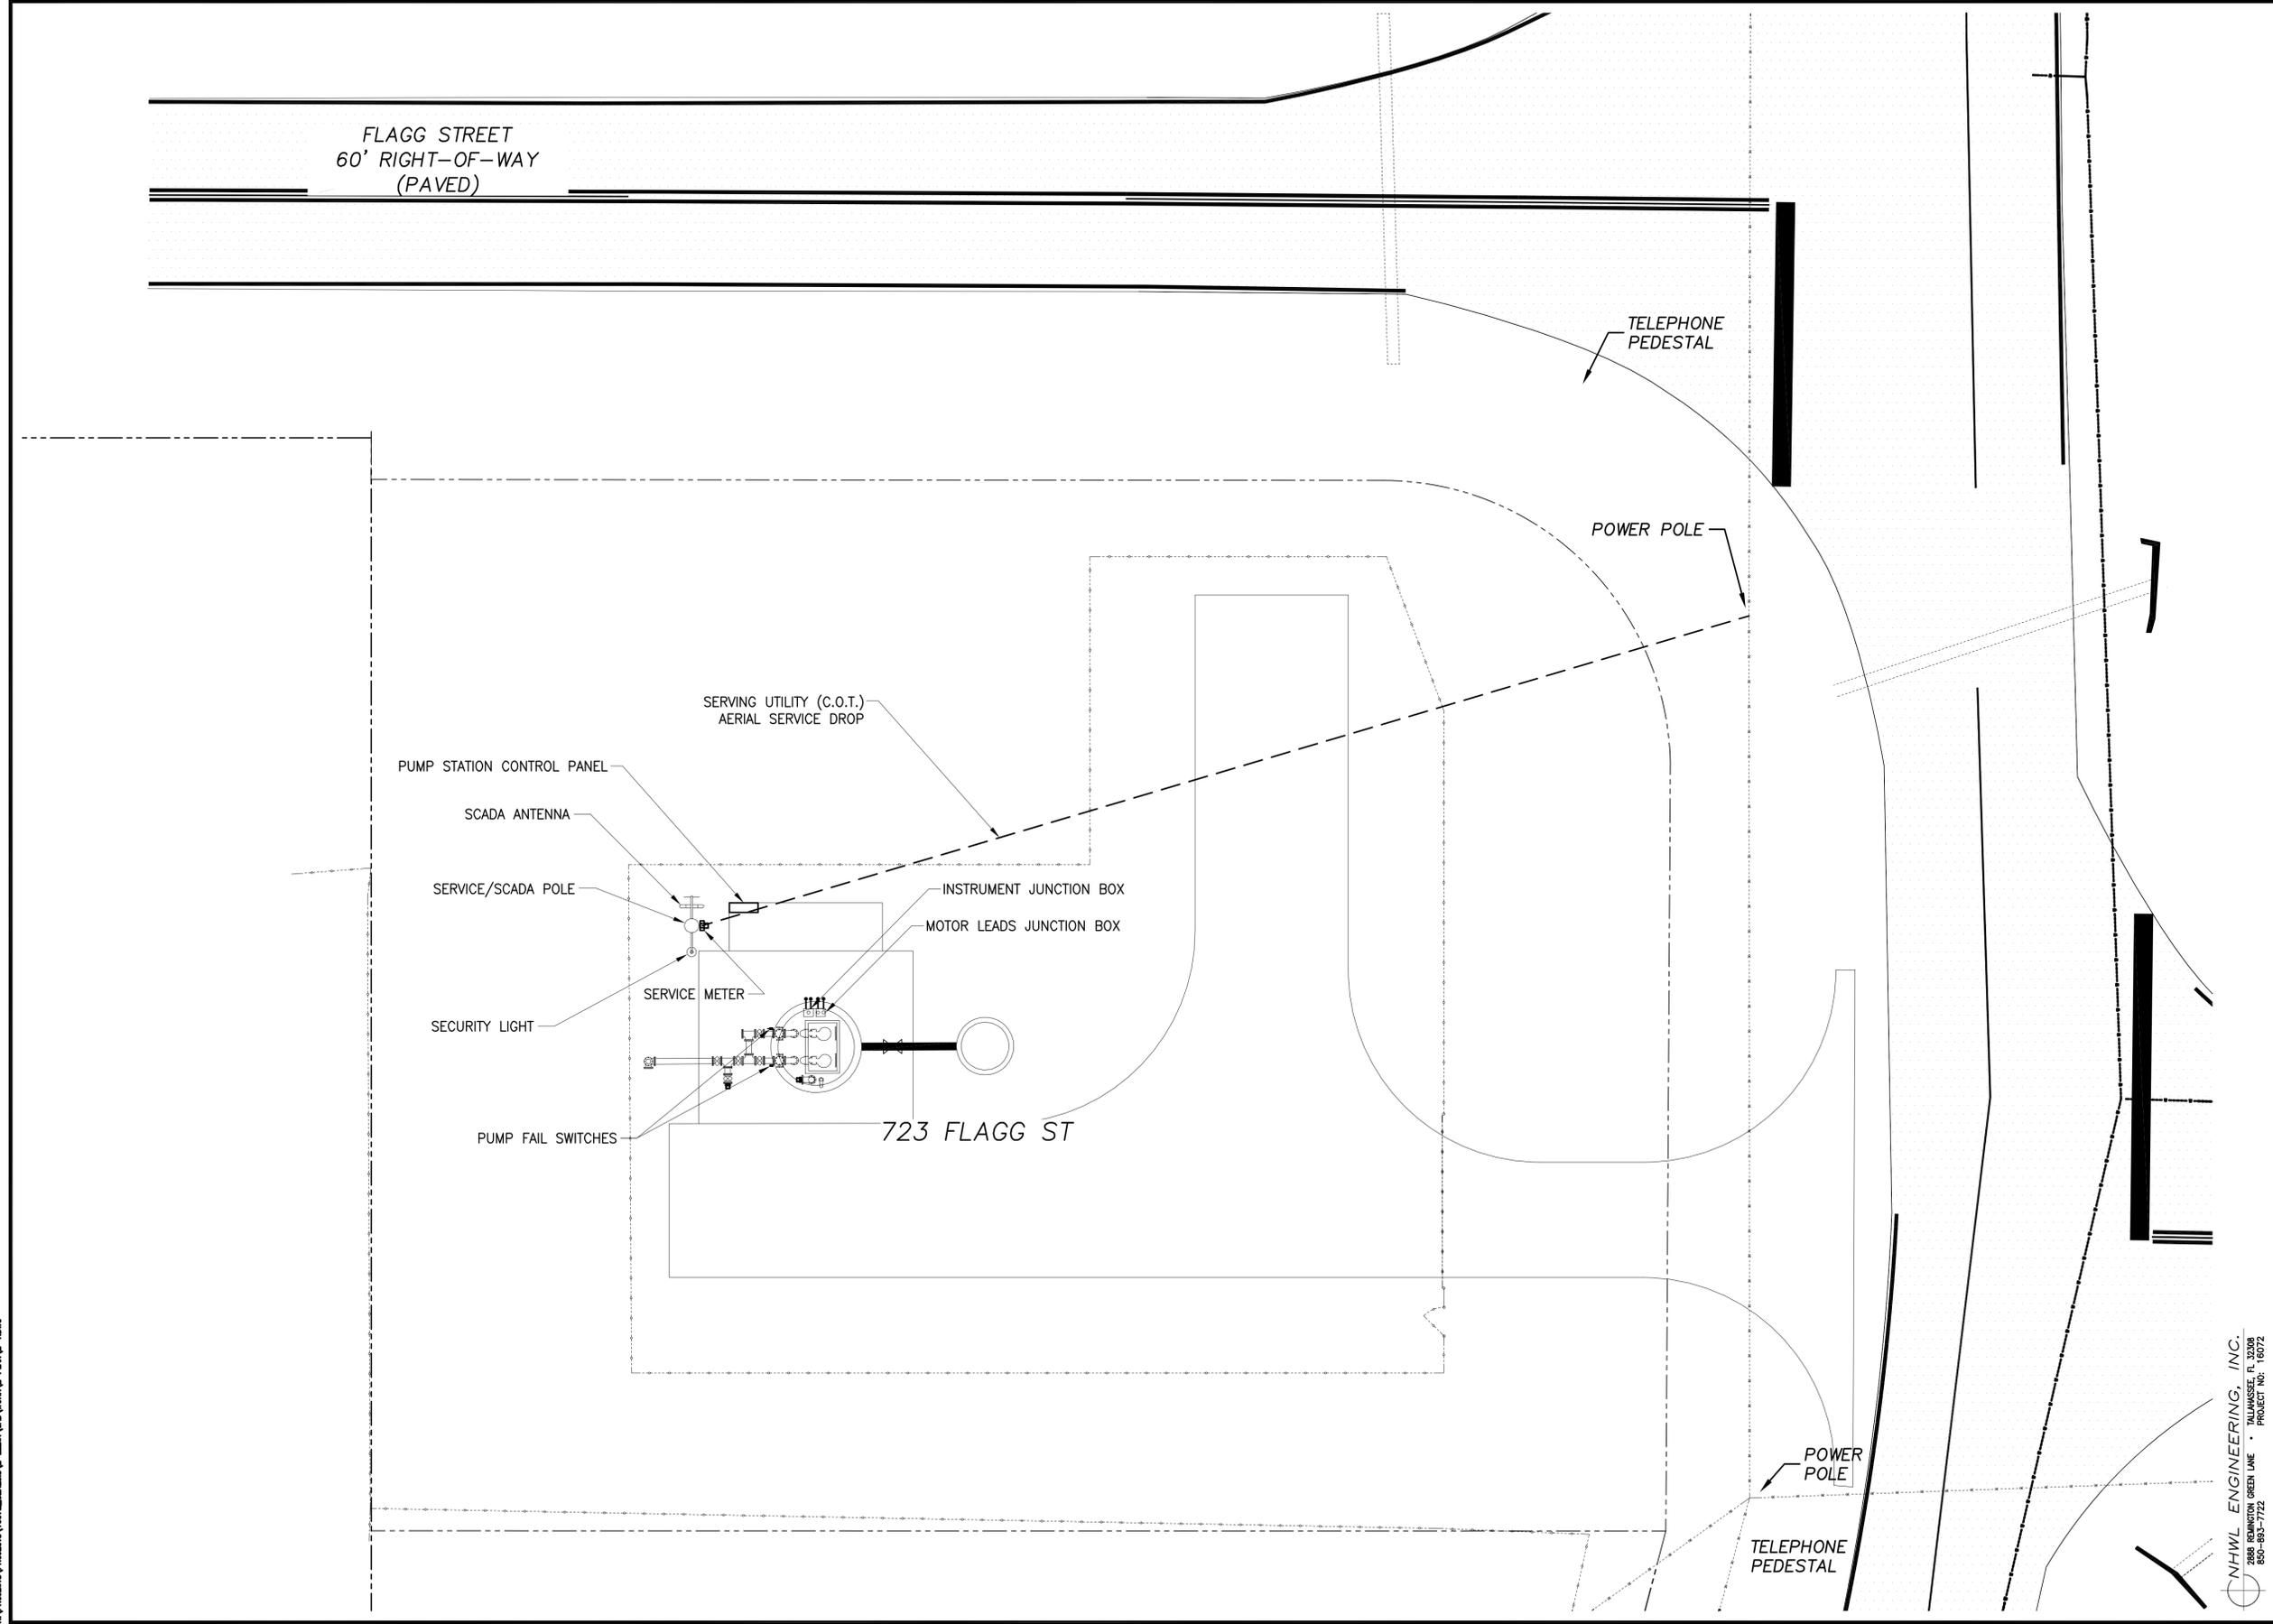 FLAGG STREET
60' RIGHT-OF-WAY
(PAVED)
TELEPHONE
PEDESTAL
POWER POLE
SERVING UTILITY (C.O.T.)
AERIAL SERVICE DROP
PUMP STATION CONTROL PANEL
SCADA ANTENNA
SERVICE/SCADA POLE
INSTRUMENT JUNCTION BOX
MOTOR LEADS JUNCTION BOX
SERVICE METER
SECURITY LIGHT
PUMP FAIL SWITCHES
723 FLAGG ST
POWER
POLE
TELEPHONE
PEDESTAL
NHWL ENGINEERING, INC.
2888 REMINGTON GREEN LANE • TALLAHASSEE, FL 32308
850-893-7722 PROJECT NO: 16072